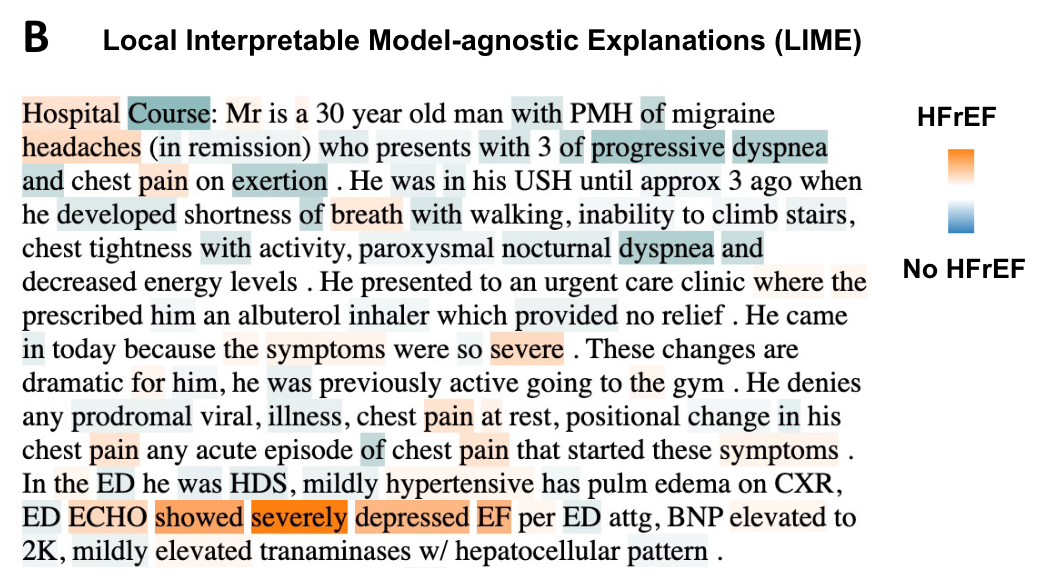 B Local Interpretable Model-agnostic Explanations (LIME)
Hospital Course: Mr is a 30 year old man with PMH of migraine
headaches (in remission) who presents with 3 of progressive dyspnea
and chest pain on exertion . He was in his USH until approx 3 ago when
he developed shortness of breath with walking, inability to climb stairs,
chest tightness with activity, paroxysmal nocturnal dyspnea and
decreased energy levels . He presented to an urgent care clinic where the
prescribed him an albuterol inhaler which provided no relief . He came
in today because the symptoms were so severe . These changes are
dramatic for him, he was previously active going to the gym . He denies
any prodromal viral, illness, chest pain at rest, positional change in his
chest pain any acute episode of chest pain that started these symptoms .
In the ED he was HDS, mildly hypertensive has pulm edema on CXR,
ED ECHO showed severely depressed EF per ED attg, BNP elevated to
2K, mildly elevated tranaminases w/ hepatocellular pattern .
HFrEF
No HFrEF